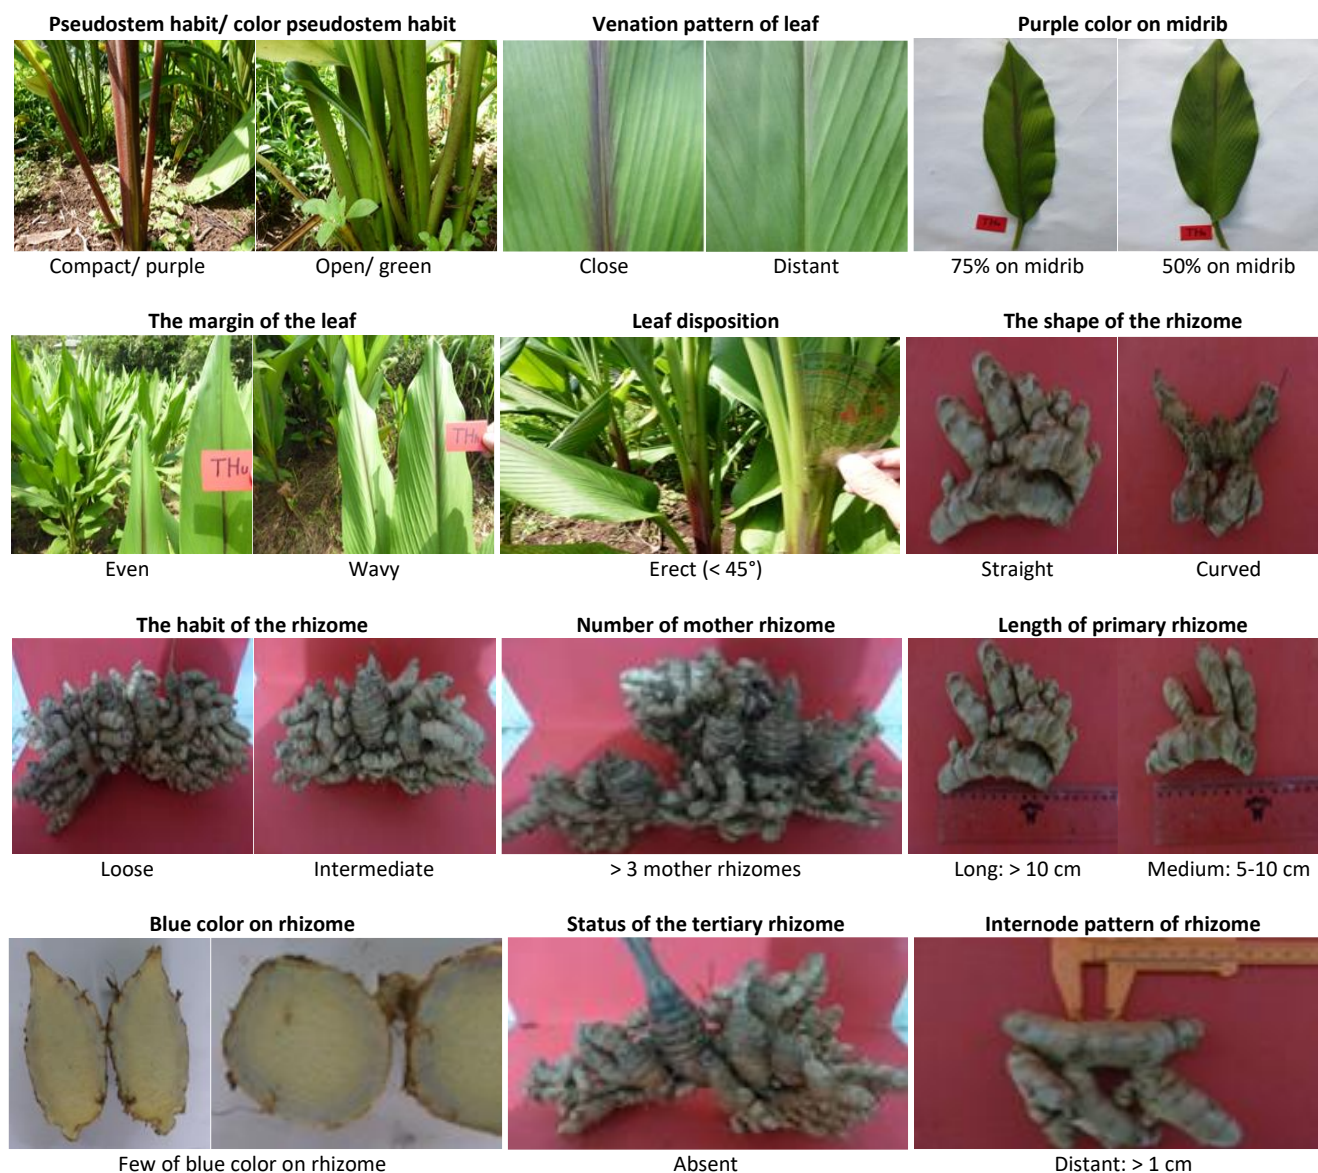 Pseudostem habit/ color pseudostem habit
Venation pattern of leaf
Purple color on midrib
THu
THu
Compact/ purple
Open/ green
Close
Distant
75% on midrib
50% on midrib
The margin of the leaf
Leaf disposition
The shape of the rhizome
THu
THu
Even
Wavy
Erect (< 45°)
Straight
Curved
The habit of the rhizome
Number of mother rhizome
Length of primary rhizome
Loose
Intermediate
> 3 mother rhizomes
Long: > 10 cm
Medium: 5-10 cm
Blue color on rhizome
Status of the tertiary rhizome
Internode pattern of rhizome
Few of blue color on rhizome
Absent
Distant: > 1 cm